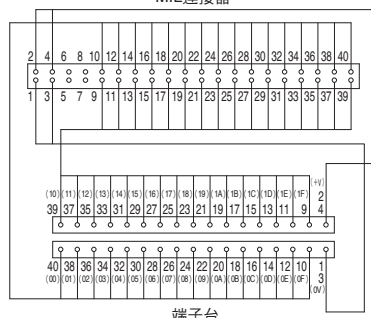 MIL连接器
2 4 6 8 10 12 14 16 18 20 22 24 26 28 30 32 34 36 38 40
1 3 5 7 9 11 13 15 17 19 21 23 25 27 29 31 33 35 37 39
(10)(11)(12)(13)(14)(15)(16)(17)(18)(19)(1A)(1B)(1C)(1D)(1E)(1F) (+V)
39 37 35 33 31 29 27 25 23 21 19 17 15 13 11 9 2 4
40 38 36 34 32 30 28 26 24 22 20 18 16 14 12 10 1 3
(00)(01)(02)(03)(04)(05)(06)(07)(08)(09)(0A)(0B)(0C)(0D)(0E)(0F) (0V)
端子台